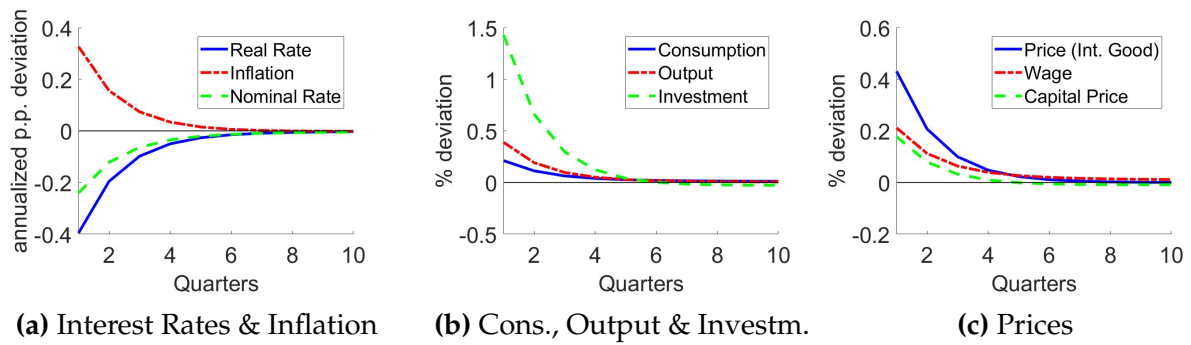 annualized p.p. deviation
0.4
0.2
0
-0.2
-0.4
Real Rate
Inflation
Nominal Rate
2 4 6 8 10
Quarters
(a) Interest Rates & Inflation
% deviation
1.5
1
0.5
0
-0.5
Consumption
Output
Investment
2 4 6 8 10
Quarters
(b) Cons., Output & Investm.
% deviation
0.6
0.4
0.2
0
-0.2
Price (Int. Good)
Wage
Capital Price
2 4 6 8 10
Quarters
(c) Prices